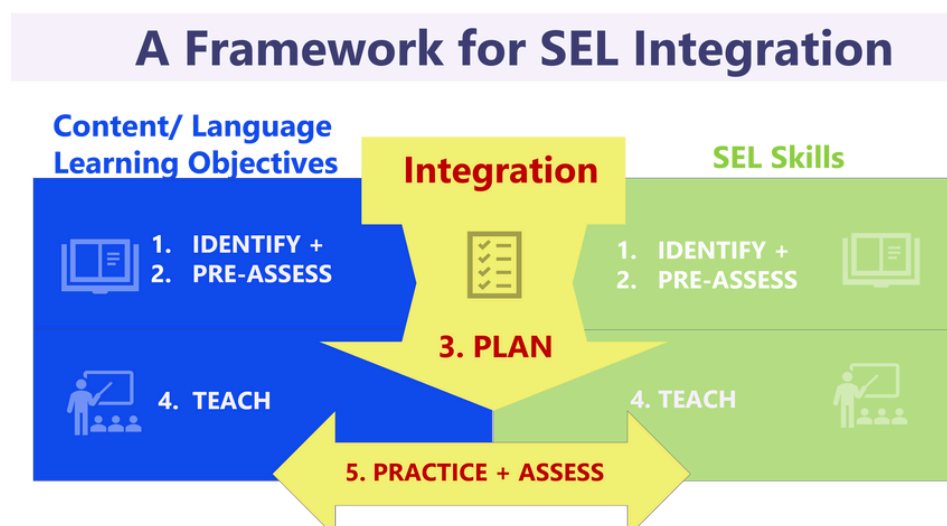 A Framework for SEL Integration
Content/ Language
Learning Objectives
Integration
SEL Skills
1. IDENTIFY +
2. PRE-ASSESS
1. IDENTIFY +
2. PRE-ASSESS
3. PLAN
4. TEACH
4. TEACH
5. PRACTICE + ASSESS